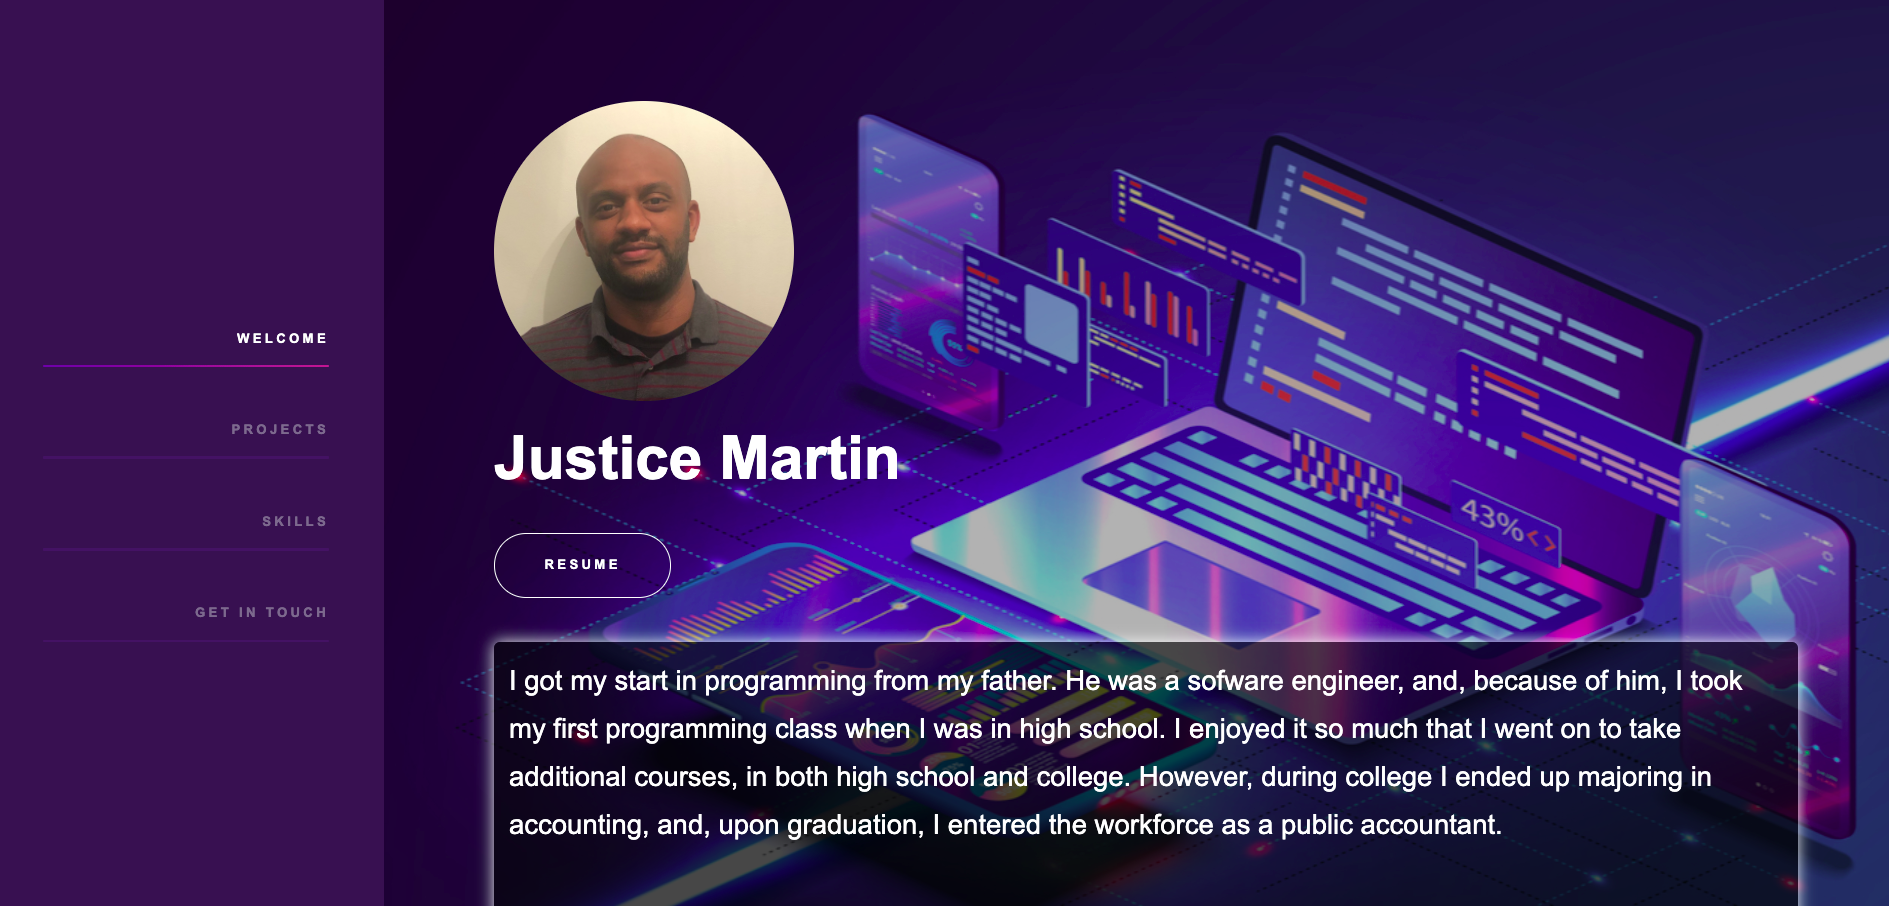 WELCOME
PROJECTS
SKILLS
GET IN TOUCH
Justice Martin
RESUME
43%<>
I got my start in programming from my father. He was a sofware engineer, and, because of him, I took
my first programming class when I was in high school. I enjoyed it so much that I went on to take
additional courses, in both high school and college. However, during college I ended up majoring in
accounting, and, upon graduation, I entered the workforce as a public accountant.